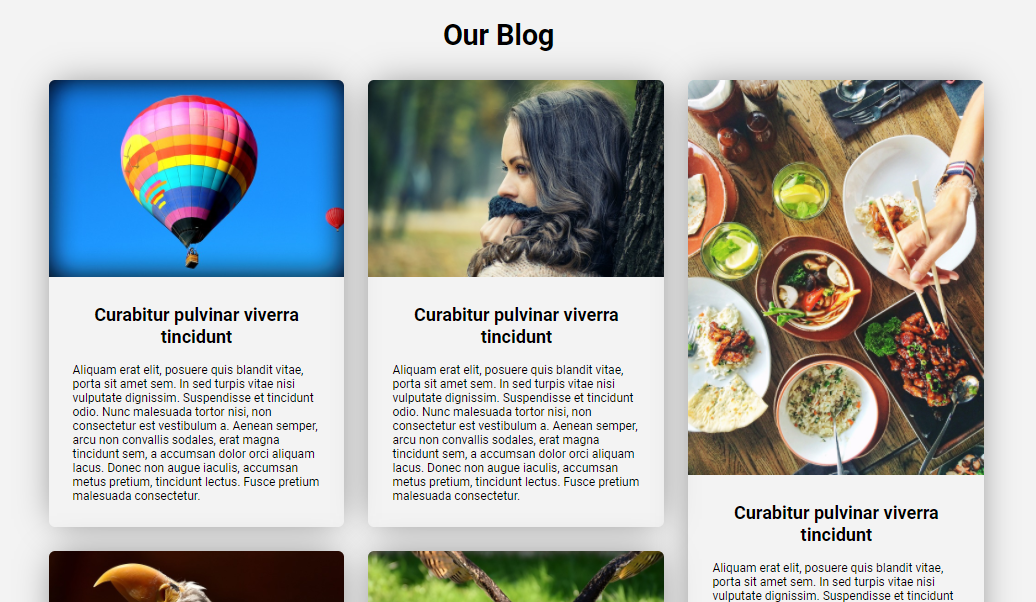 Our Blog
Curabitur pulvinar viverra
tincidunt
Aliquam erat elit, posuere quis blandit vitae,
porta sit amet sem. In sed turpis vitae nisi
vulputate dignissim. Suspendisse et tincidunt
odio. Nunc malesuada tortor nisi, non
consectetur est vestibulum a. Aenean semper,
arcu non convallis sodales, erat magna
tincidunt sem, a accumsan dolor orci aliquam
lacus. Donec non augue iaculis, accumsan
metus pretium, tincidunt lectus. Fusce pretium
malesuada consectetur.
Curabitur pulvinar viverra
tincidunt
Aliquam erat elit, posuere quis blandit vitae,
porta sit amet sem. In sed turpis vitae nisi
vulputate dignissim. Suspendisse et tincidunt
odio. Nunc malesuada tortor nisi, non
consectetur est vestibulum a. Aenean semper,
arcu non convallis sodales, erat magna
tincidunt sem, a accumsan dolor orci aliquam
lacus. Donec non augue iaculis, accumsan
metus pretium, tincidunt lectus. Fusce pretium
malesuada consectetur.
Curabitur pulvinar viverra
tincidunt
Aliquam erat elit, posuere quis blandit vitae,
porta sit amet sem. In sed turpis vitae nisi
vulputate dignissim. Suspendisse et tincidunt